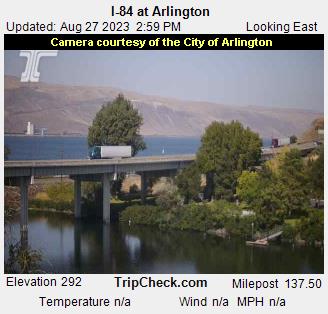 I-84 at Arlington
Updated: Aug 27 2023 2:59 PM Looking East
Camera courtesy of the City of Arlington
Elevation 292 TripCheck.com Milepost 137.50
Temperature n/a Wind n/a MPH n/a